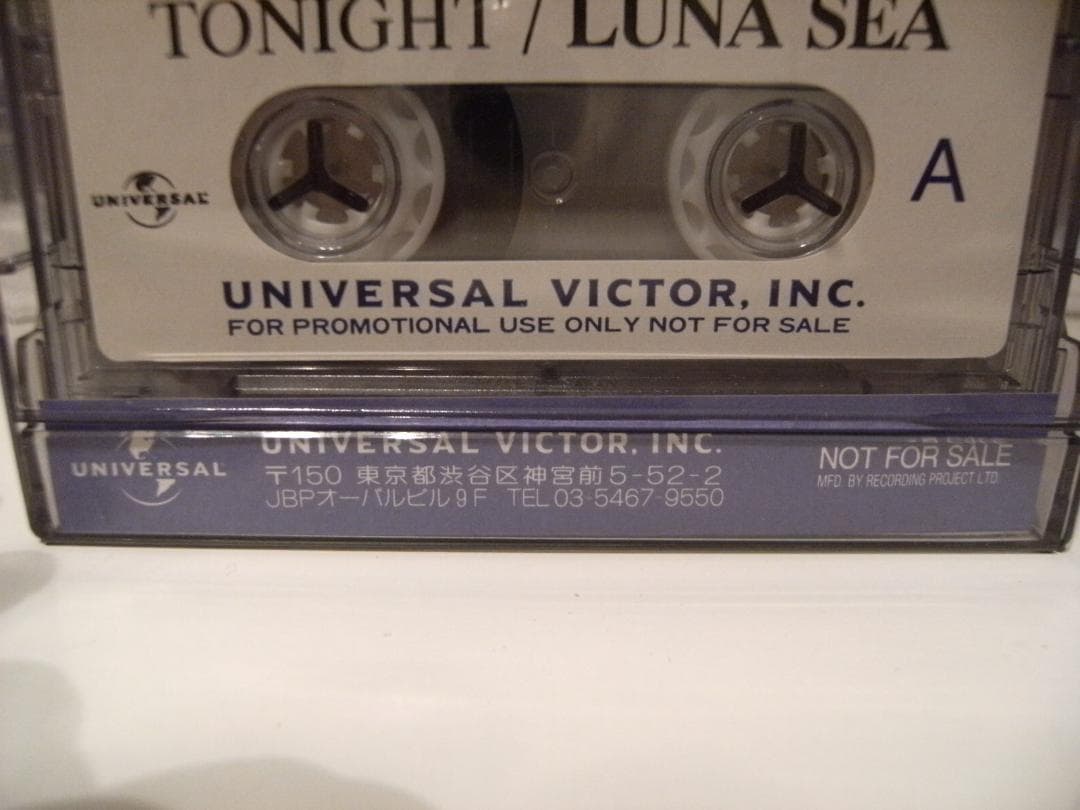 TONIGHT / LUNA SEA
UNIVERSAL
A
UNIVERSAL VICTOR, INC.
FOR PROMOTIONAL USE ONLY NOT FOR SALE
UNIVERSAL
UNIVERSAL VICTOR, INC.
〒150 東京都渋谷区神宮前5-52-2
JBPオーバルビル9F TEL 03-5467-9550
NOT FOR SALE
MFD. BY RECORDING PROJECT LTD.